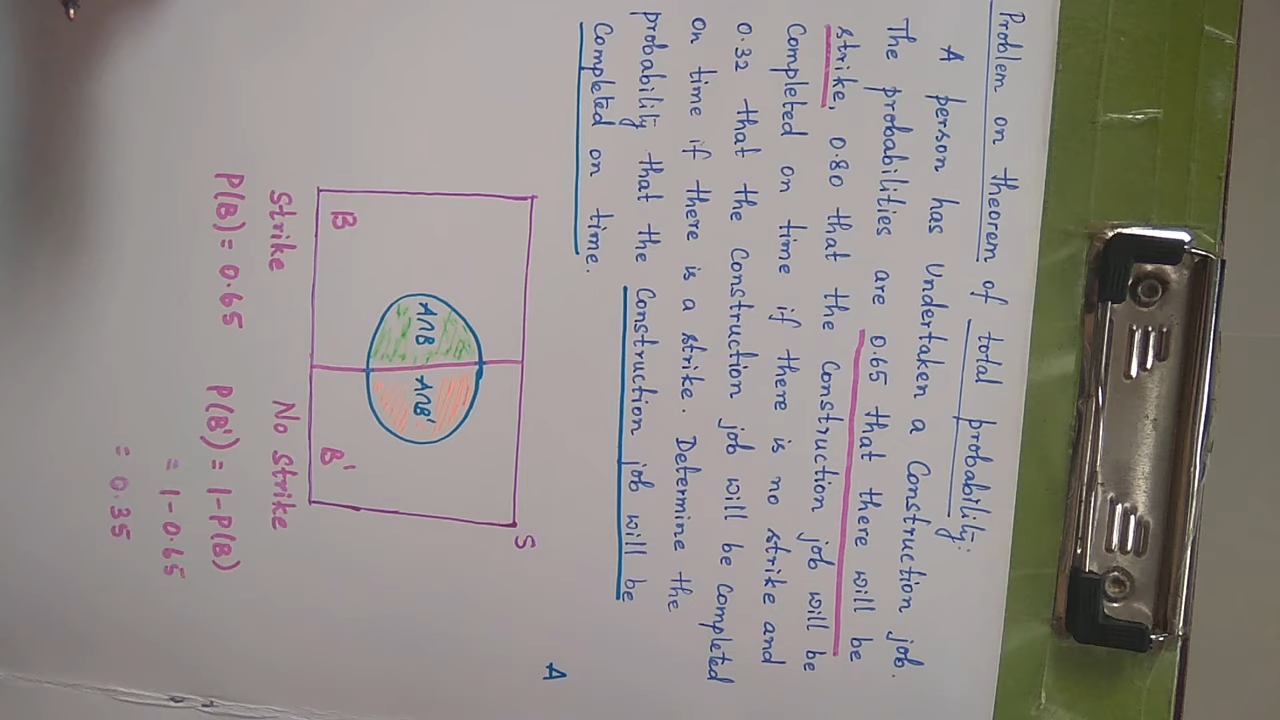 Problem on theorem of total probability:
A person has undertaken a Construction job.
The probabilities are 0.65 that there will be
strike, 0.80 that the Construction job will be
Completed on time if there is no strike and
0.32 that the Construction job will be Completed
on time if there is a strike. Determine the
probability that the Construction job will be
Completed on time.
A
S
B
A∩B
A∩B'
B'
Strike
No strike
P(B) = 0.65
P(B') = 1-P(B)
= 1-0.65
= 0.35